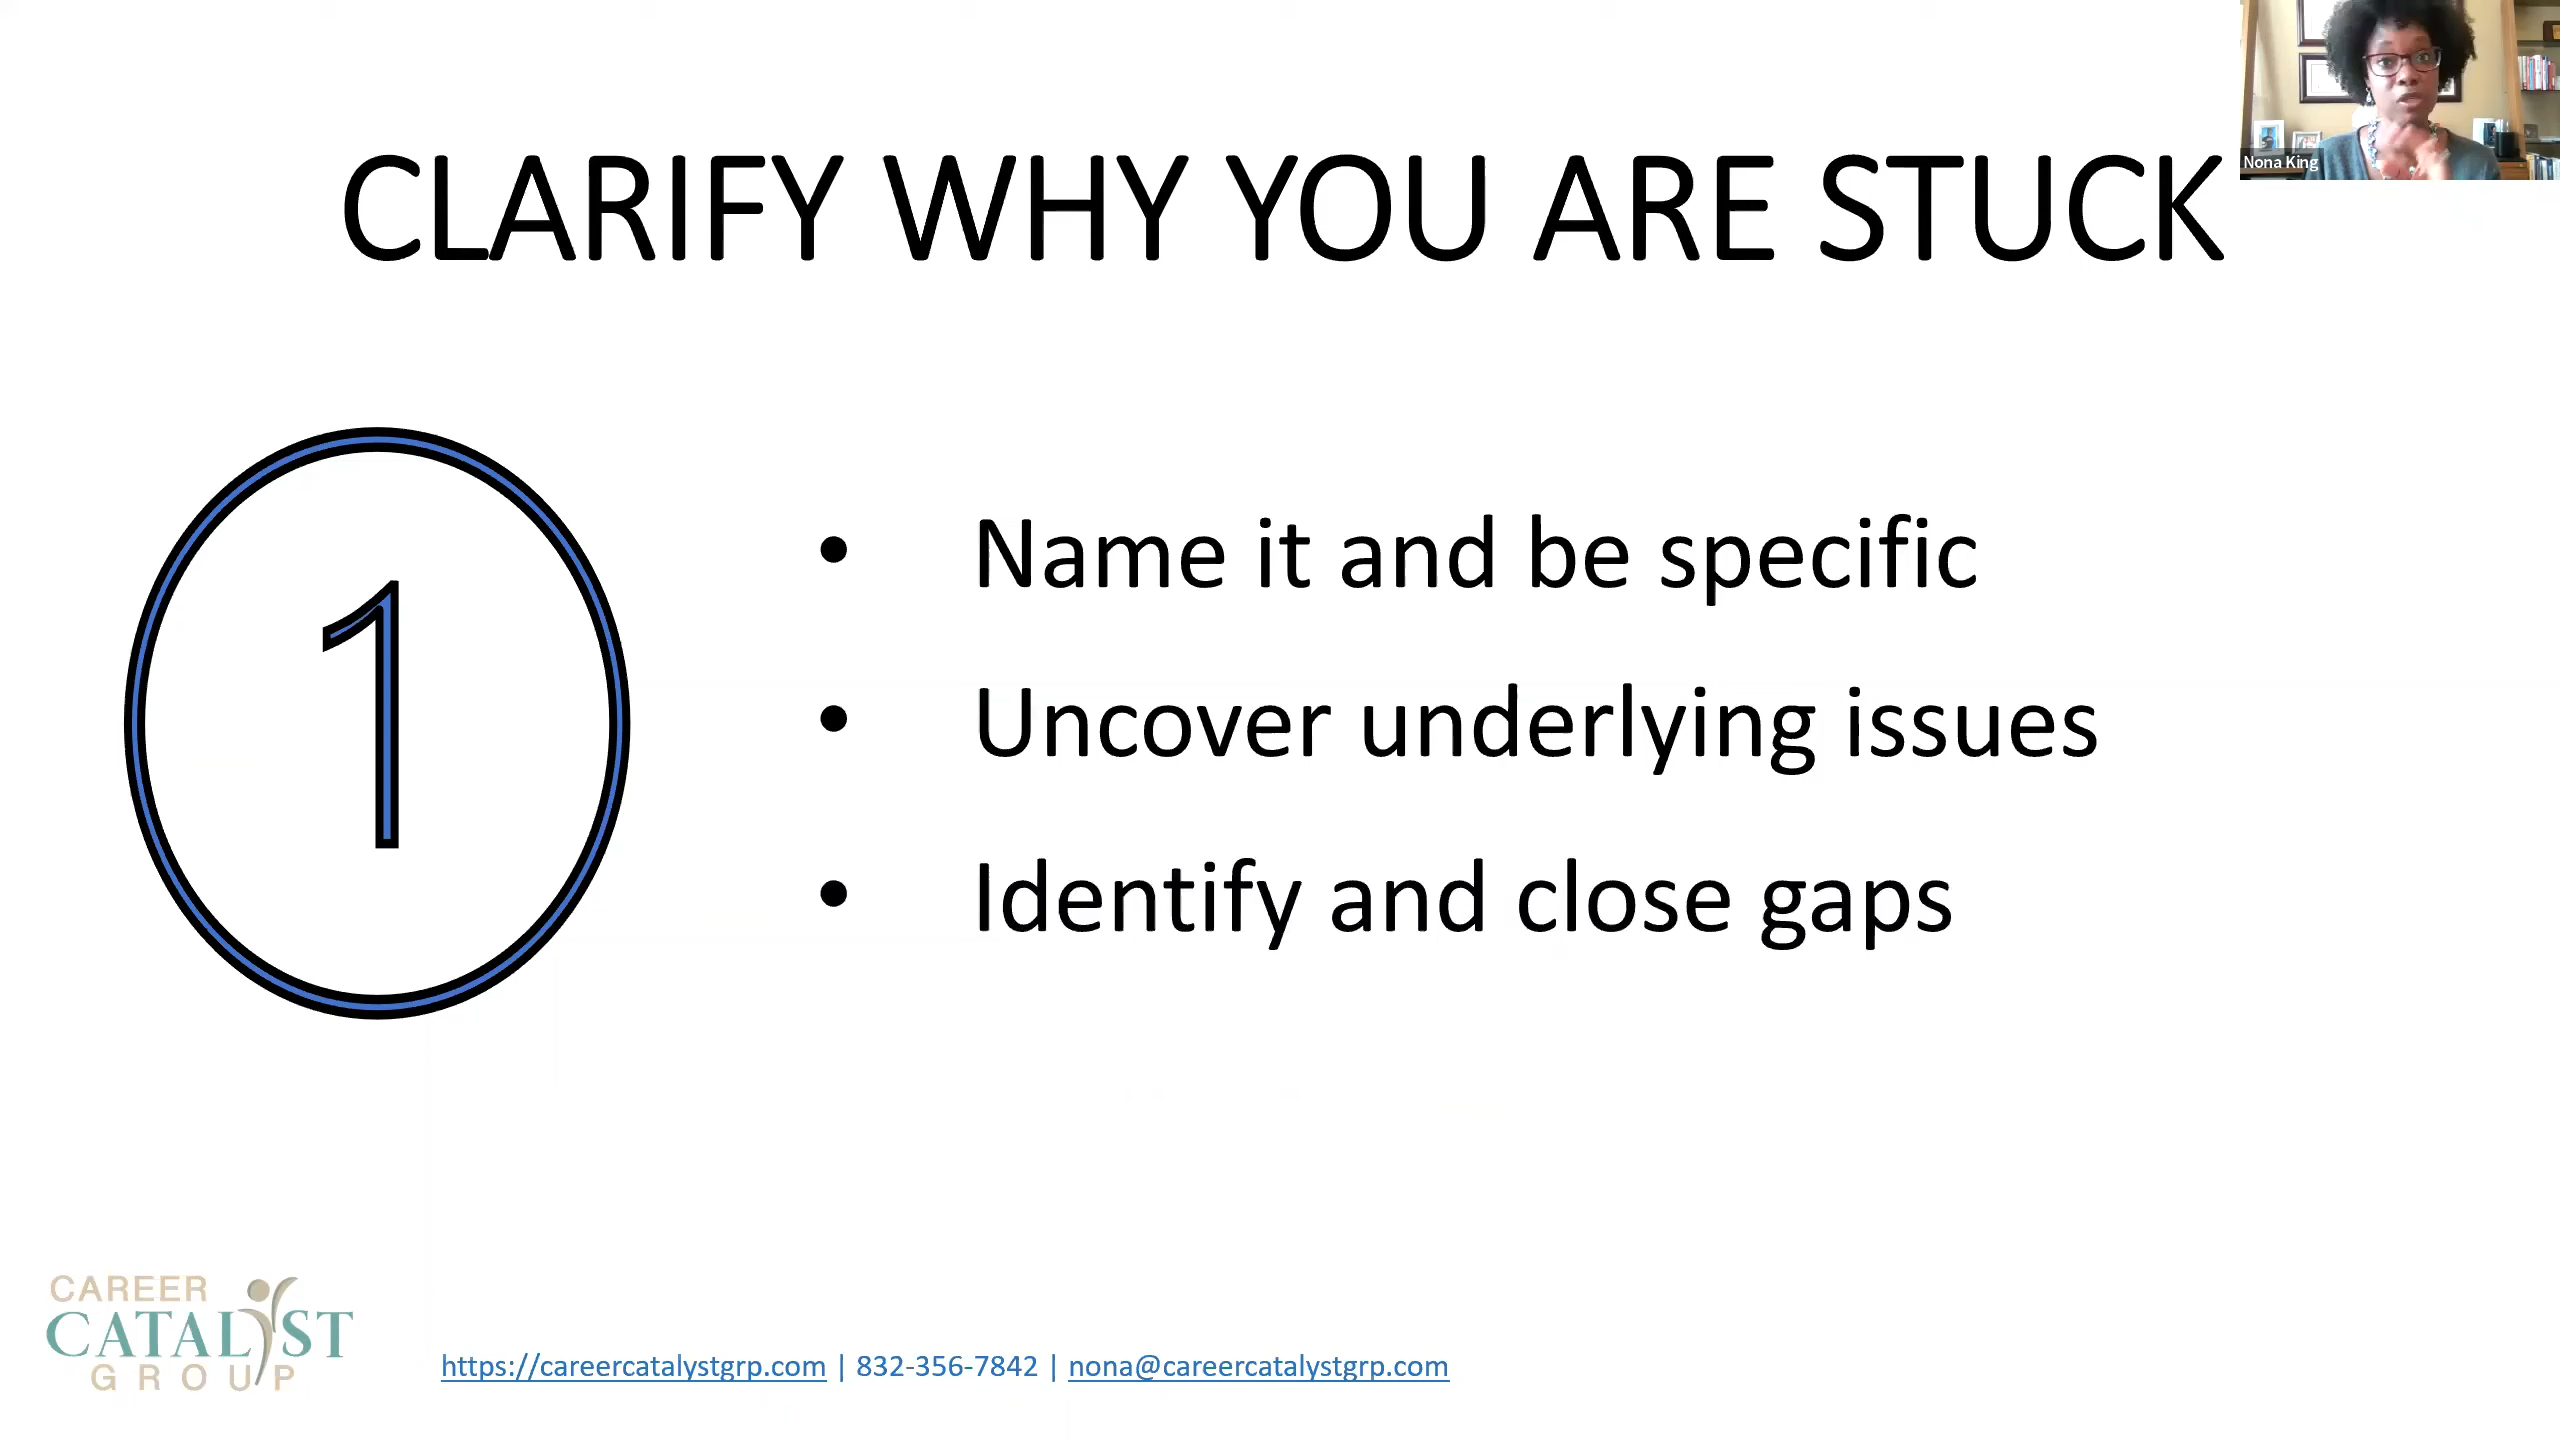 CLARIFY WHY YOU ARE STUCK
Nona King
1
• Name it and be specific
• Uncover underlying issues
• Identify and close gaps
CAREER
CATALYST
GROUP
https://careercatalystgrp.com | 832-356-7842 | nona@careercatalystgrp.com